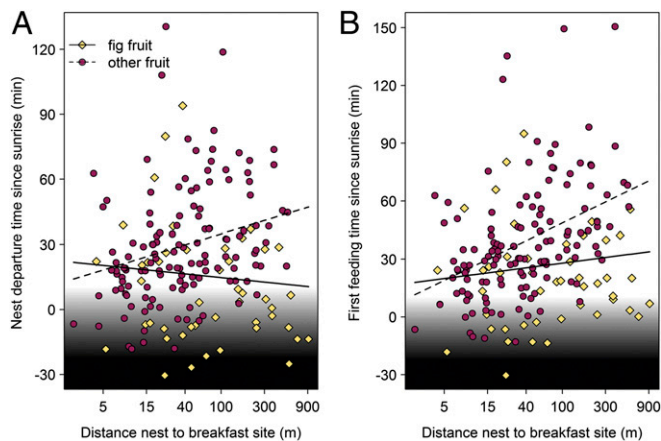 A
fig fruit
other fruit
Nest departure time since sunrise (min)
120
90
60
30
0
-30
5 15 40 100 300 900
Distance nest to breakfast site (m)
B
First feeding time since sunrise (min)
150
120
90
60
30
0
-30
5 15 40 100 300 900
Distance nest to breakfast site (m)